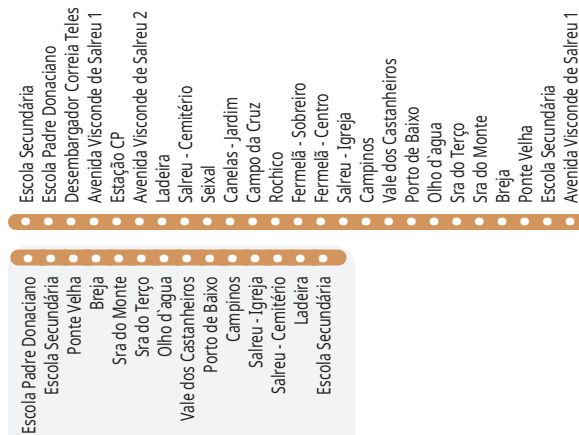 Escola Secundária
Escola Padre Donaciano
Desembargador Correia Teles
Avenida Visconde de Salreu 1
Estação CP
Avenida Visconde de Salreu 2
Ladeira
Salreu - Cemitério
Seixal
Canelas - Jardim
Campo da Cruz
Rochico
Fermelã - Sobreiro
Fermelã - Centro
Salreu - Igreja
Campinos
Vale dos Castanheiros
Porto de Baixo
Olho d`agua
Sra do Terço
Sra do Monte
Breja
Ponte Velha
Escola Secundária
Avenida Visconde de Salreu 1
Escola Padre Donaciano
Escola Secundária
Ponte Velha
Breja
Sra do Monte
Sra do Terço
Olho d`agua
Vale dos Castanheiros
Porto de Baixo
Campinos
Salreu - Igreja
Salreu - Cemitério
Ladeira
Escola Secundária